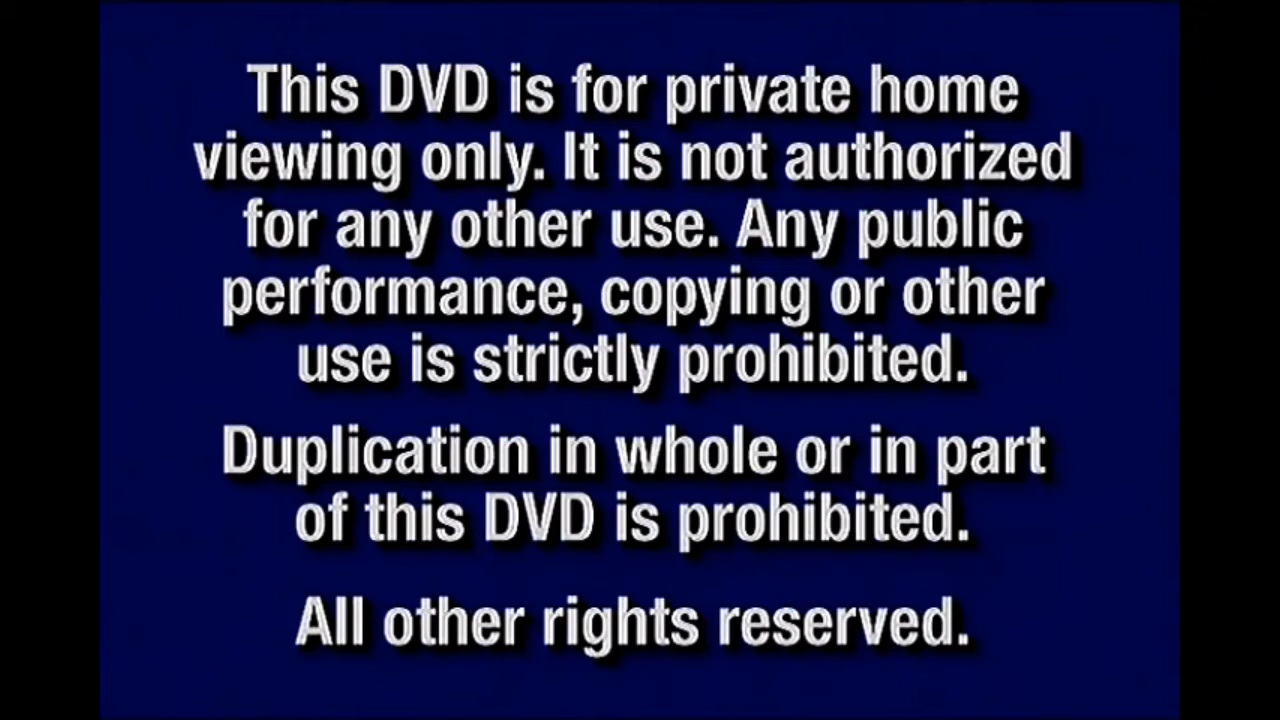 This DVD is for private home
viewing only. It is not authorized
for any other use. Any public
performance, copying or other
use is strictly prohibited.
Duplication in whole or in part
of this DVD is prohibited.
All other rights reserved.